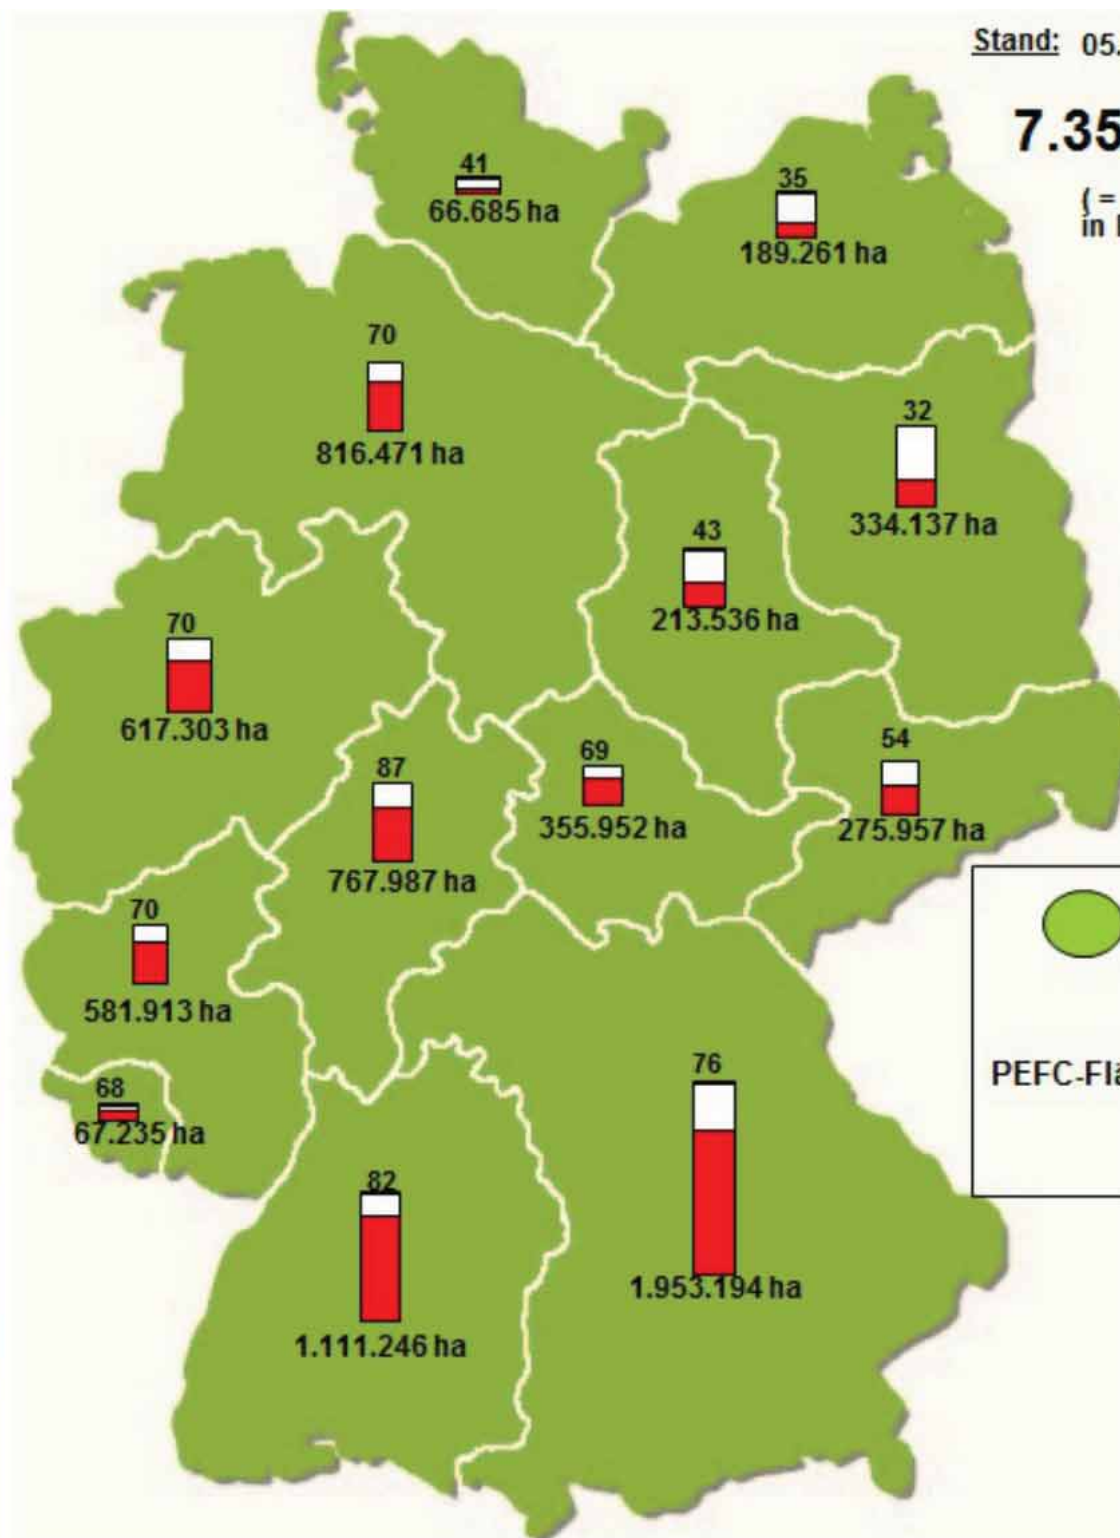 Stand: 05.
7.35
( =
in
41
66.685 ha
35
189.261 ha
70
816.471 ha
32
334.137 ha
43
213.536 ha
70
617.303 ha
87
767.987 ha
69
355.952 ha
54
275.957 ha
70
581.913 ha
68
67.235 ha
76
1.953.194 ha
82
1.111.246 ha
PEFC-Flä